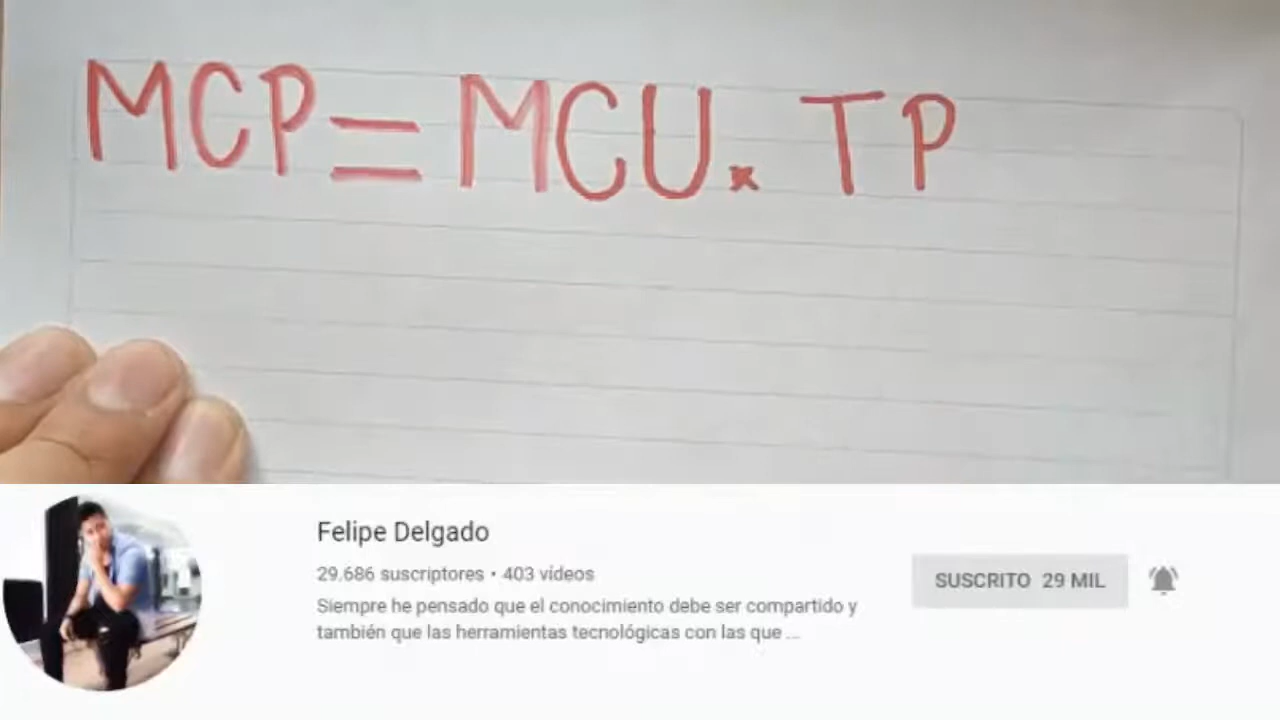 MCP = MCU . TP
Felipe Delgado
29.686 suscriptores • 403 vídeos
SUSCRITO 29 MIL
Siempre he pensado que el conocimiento debe ser compartido y
también que las herramientas tecnológicas con las que ...